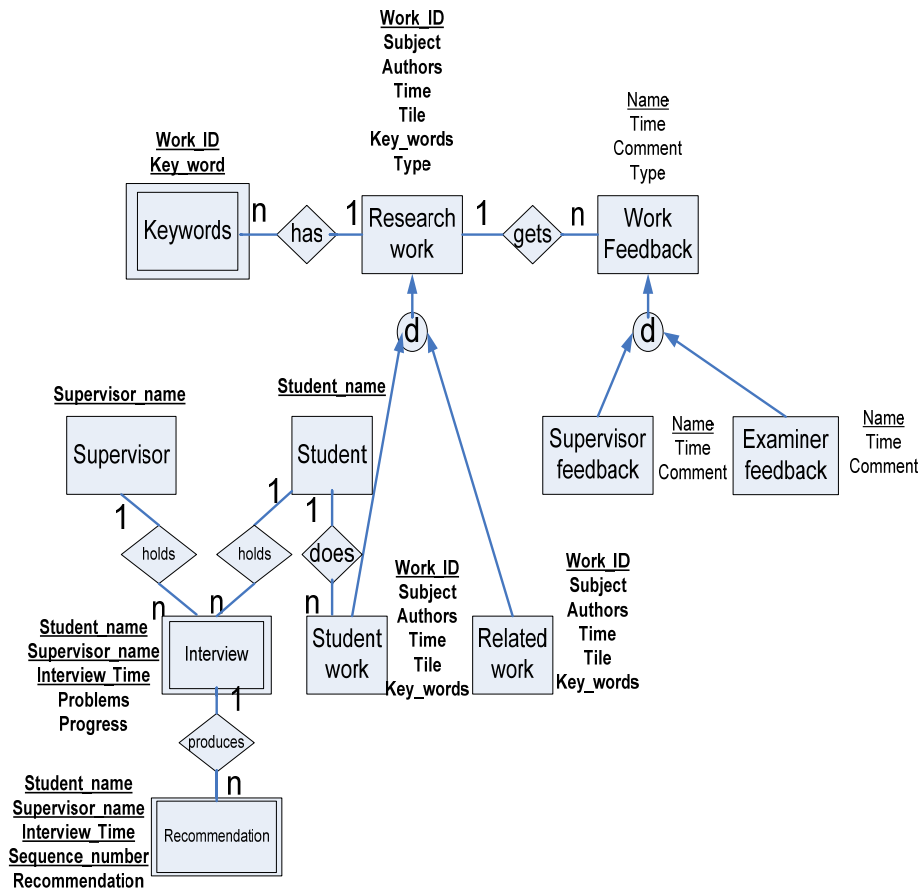 Work_ID
Subject
Authors
Time
Tile
Key_words
Type
Name
Time
Comment
Type
Work_ID
Key_word
Keywords
n
has
1
Research
work
1
gets
n
Work
Feedback
d
d
Supervisor_name
Supervisor
Student_name
Student
Supervisor
feedback
Name
Time
Comment
Examiner
feedback
Name
Time
Comment
1
holds
n
1
holds
n
1
does
n
Student_name
Supervisor_name
Interview_Time
Problems
Progress
Interview
Student
work
Work_ID
Subject
Authors
Time
Tile
Key_words
Related
work
Work_ID
Subject
Authors
Time
Tile
Key_words
1
produces
n
Student_name
Supervisor_name
Interview_Time
Sequence_number
Recommendation
Recommendation